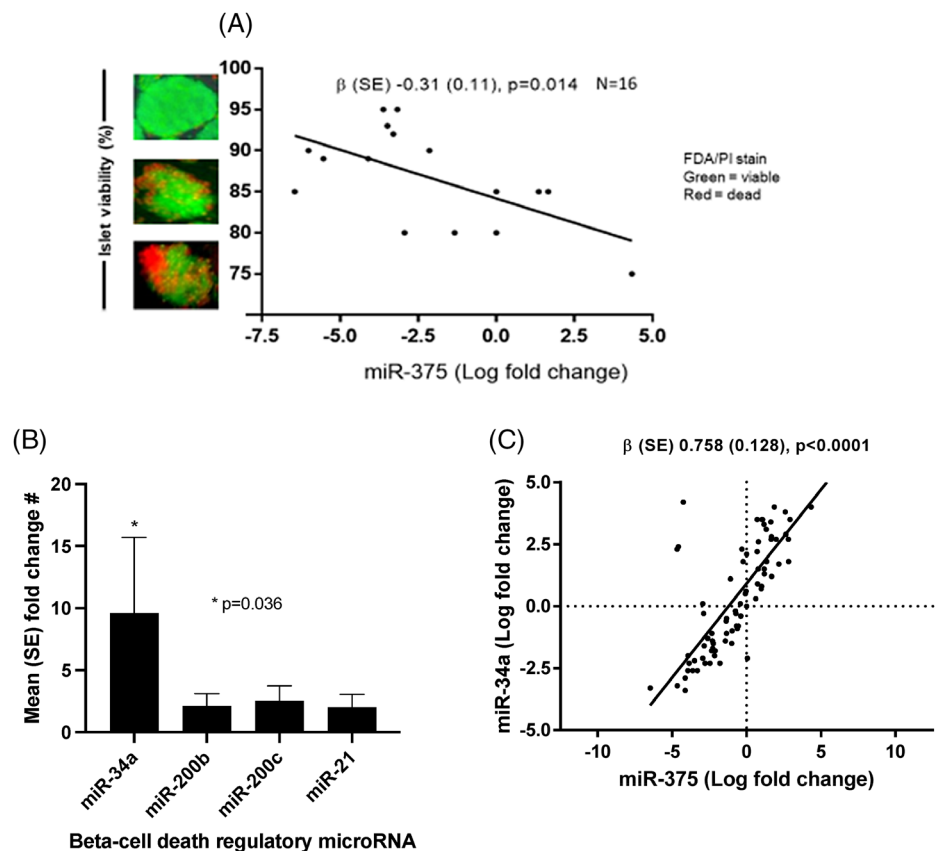 (A)
Islet viability (%)
100
95
90
85
80
75
β (SE) -0.31 (0.11), p=0.014 N=16
FDA/PI stain
Green = viable
Red = dead
-7.5 -5.0 -2.5 0.0 2.5 5.0
miR-375 (Log fold change)
(B)
Mean (SE) fold change #
20
15
10
5
0
*
* p=0.036
miR-34a miR-200b miR-200c miR-21
Beta-cell death regulatory microRNA
(C)
β (SE) 0.758 (0.128), p<0.0001
miR-34a (Log fold change)
5.0
2.5
0.0
-2.5
-5.0
-10 -5 0 5 10
miR-375 (Log fold change)